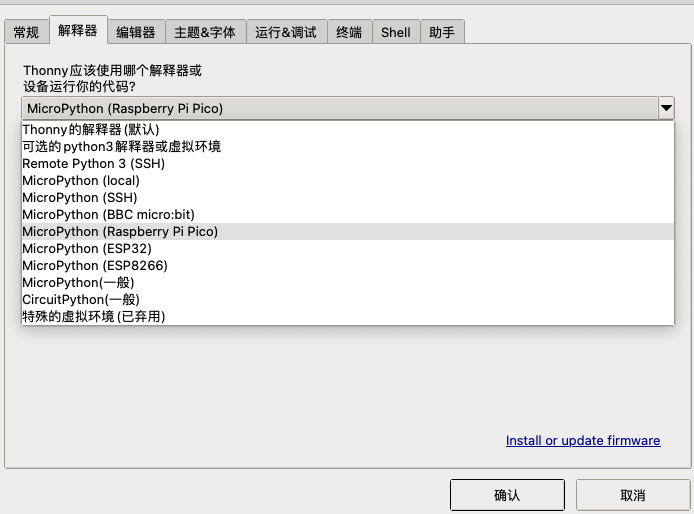 常规 解释器 编辑器 主题&字体 运行&调试 终端 Shell 助手
Thonny应该使用哪个解释器或
设备运行你的代码?
MicroPython (Raspberry Pi Pico)
Thonny的解释器(默认)
可选的python3解释器或虚拟环境
Remote Python 3 (SSH)
MicroPython (local)
MicroPython (SSH)
MicroPython (BBC micro:bit)
MicroPython (Raspberry Pi Pico)
MicroPython (ESP32)
MicroPython (ESP8266)
MicroPython(一般)
CircuitPython(一般)
特殊的虚拟环境(已弃用)
Install or update firmware
确认 取消